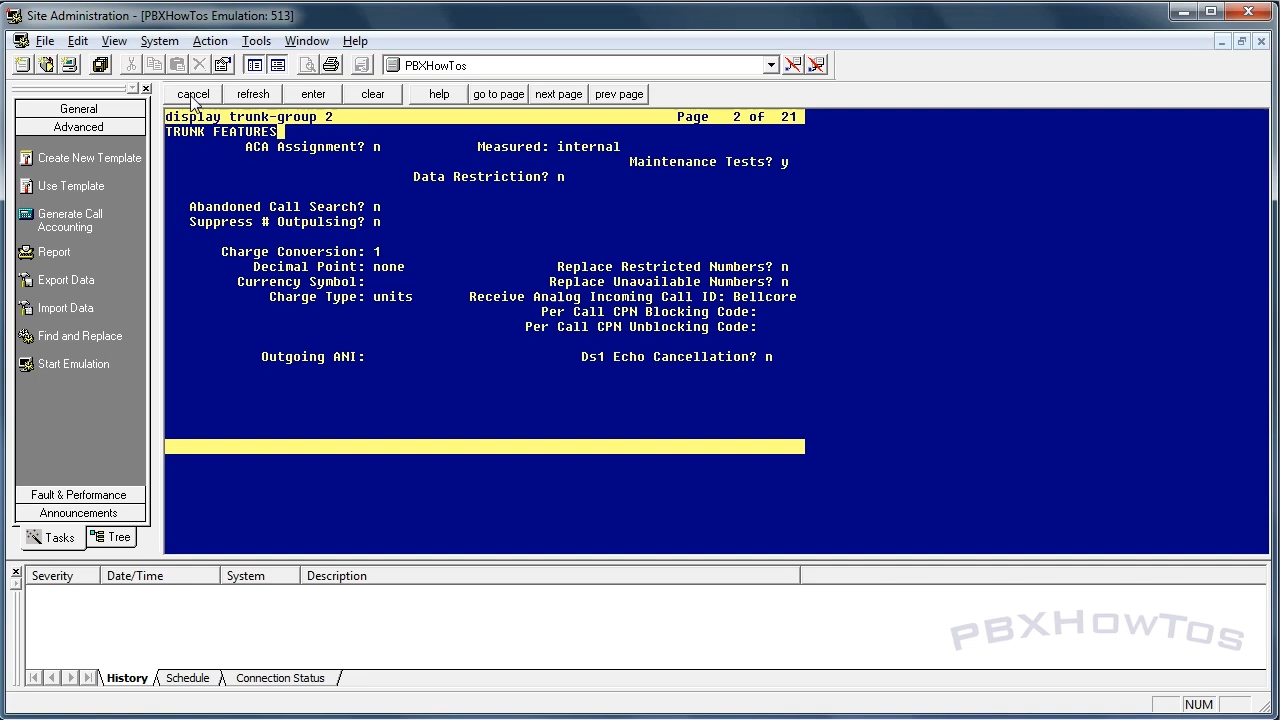 Site Administration - [PBXHowTos Emulation: 513]
File Edit View System Action Tools Window Help
PBXHowTos
General
Advanced
Create New Template
Use Template
Generate Call
Accounting
Report
Export Data
Import Data
Find and Replace
Start Emulation
Fault & Performance
Announcements
Tasks Tree
cancel refresh enter clear help go to page next page prev page
display trunk-group 2 Page 2 of 21
TRUNK FEATURES
ACA Assignment? n Measured: internal
Maintenance Tests? y
Data Restriction? n
Abandoned Call Search? n
Suppress # Outpulsing? n
Charge Conversion: 1
Decimal Point: none Replace Restricted Numbers? n
Currency Symbol: Replace Unavailable Numbers? n
Charge Type: units Receive Analog Incoming Call ID: Bellcore
Per Call CPN Blocking Code:
Per Call CPN Unblocking Code:
Outgoing ANI: Ds1 Echo Cancellation? n
Severity Date/Time System Description
PBXHowTos
History Schedule Connection Status
NUM